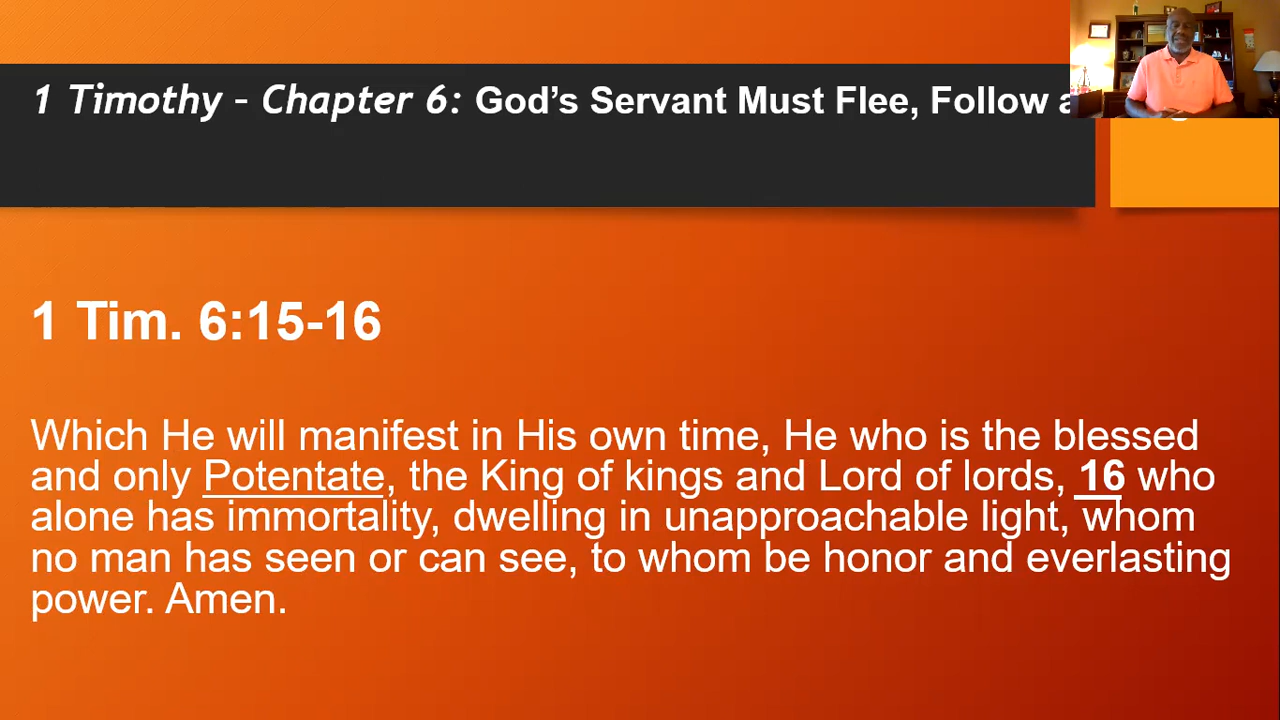 1 Timothy - Chapter 6: God’s Servant Must Flee, Follow
1 Tim. 6:15-16
Which He will manifest in His own time, He who is the blessed
and only Potentate, the King of kings and Lord of lords, 16 who
alone has immortality, dwelling in unapproachable light, whom
no man has seen or can see, to whom be honor and everlasting
power. Amen.